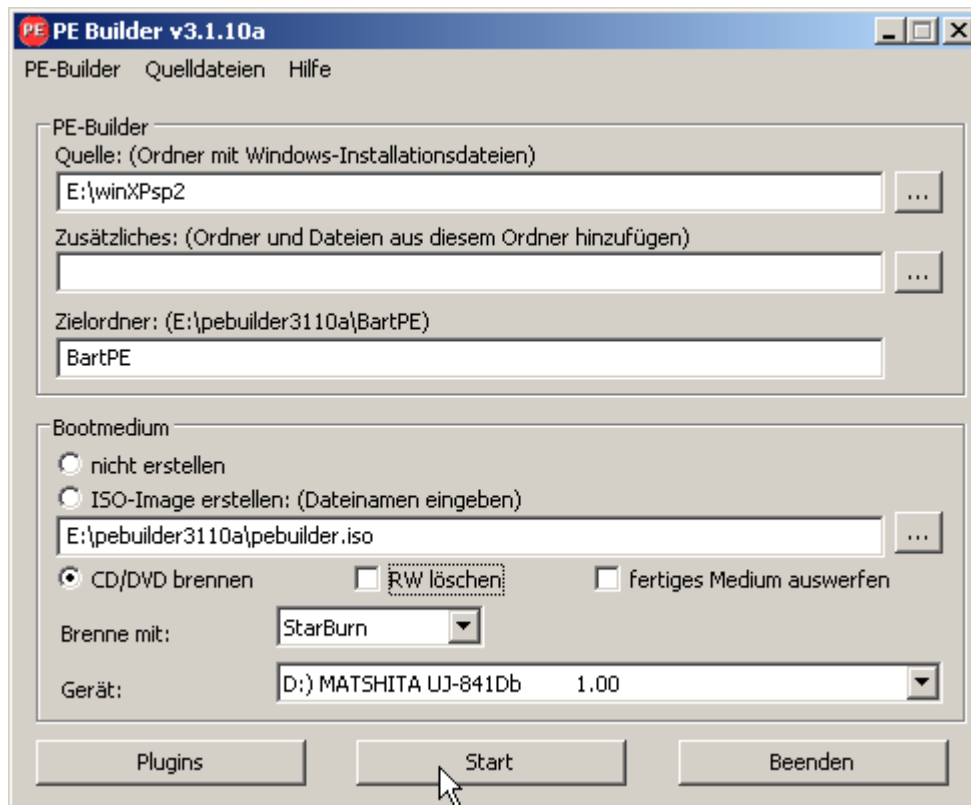 PE Builder v3.1.10a
PE-Builder Quelldateien Hilfe
PE-Builder
Quelle: (Ordner mit Windows-Installationsdateien)
E:\winXPsp2
...
Zusätzliches: (Ordner und Dateien aus diesem Ordner hinzufügen)
...
Zielordner: (E:\pebuilder3110a\BartPE)
BartPE
Bootmedium
nicht erstellen
ISO-Image erstellen: (Dateinamen eingeben)
E:\pebuilder3110a\pebuilder.iso
...
CD/DVD brennen RW löschen fertiges Medium auswerfen
Brenne mit: StarBurn
Gerät: D:) MATSHITA UJ-841Db 1.00
Plugins Start Beenden